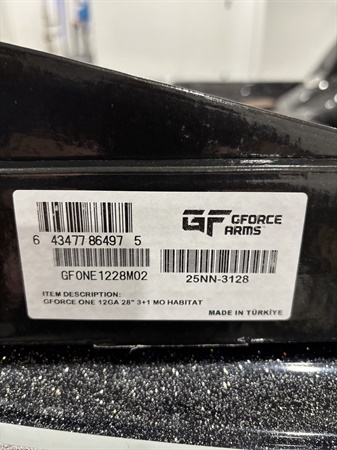 GF GFORCE
ARMS
6 43477 86497 5
GFONE1228MO2
25NN-3128
ITEM DESCRIPTION:
GFORCE ONE 12GA 28" 3+1 MO HABITAT
MADE IN TÜRKİYE